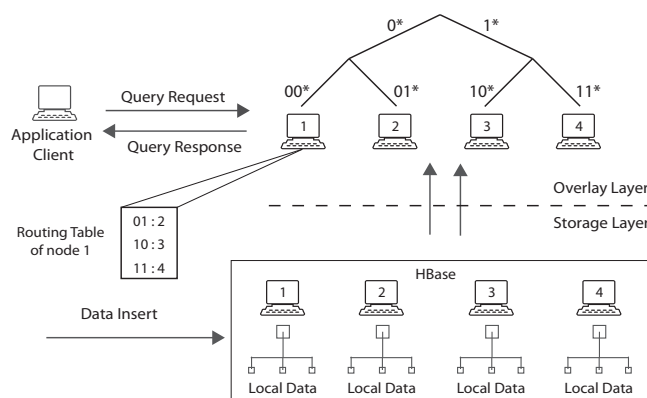 0*
1*
00*
01*
10*
11*
Query Request
1
2
3
4
Application
Client
Query Response
Overlay Layer
Storage Layer
Routing Table
of node 1
01 : 2
10 : 3
11 : 4
HBase
1
2
3
4
Data Insert
Local Data
Local Data
Local Data
Local Data